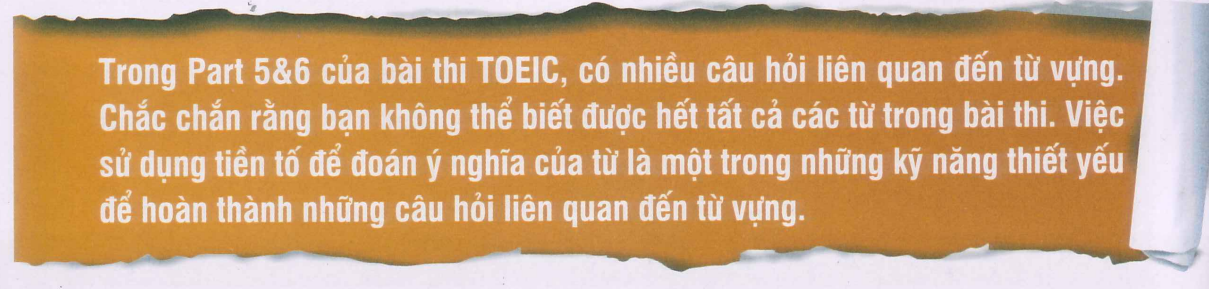 Trong Part 5&6 của bài thi TOEIC, có nhiều câu hỏi liên quan đến từ vựng.
Chắc chắn rằng bạn không thể biết được hết tất cả các từ trong bài thi. Việc
sử dụng tiền tố để đoán ý nghĩa của từ là một trong những kỹ năng thiết yếu
để hoàn thành những câu hỏi liên quan đến từ vựng.